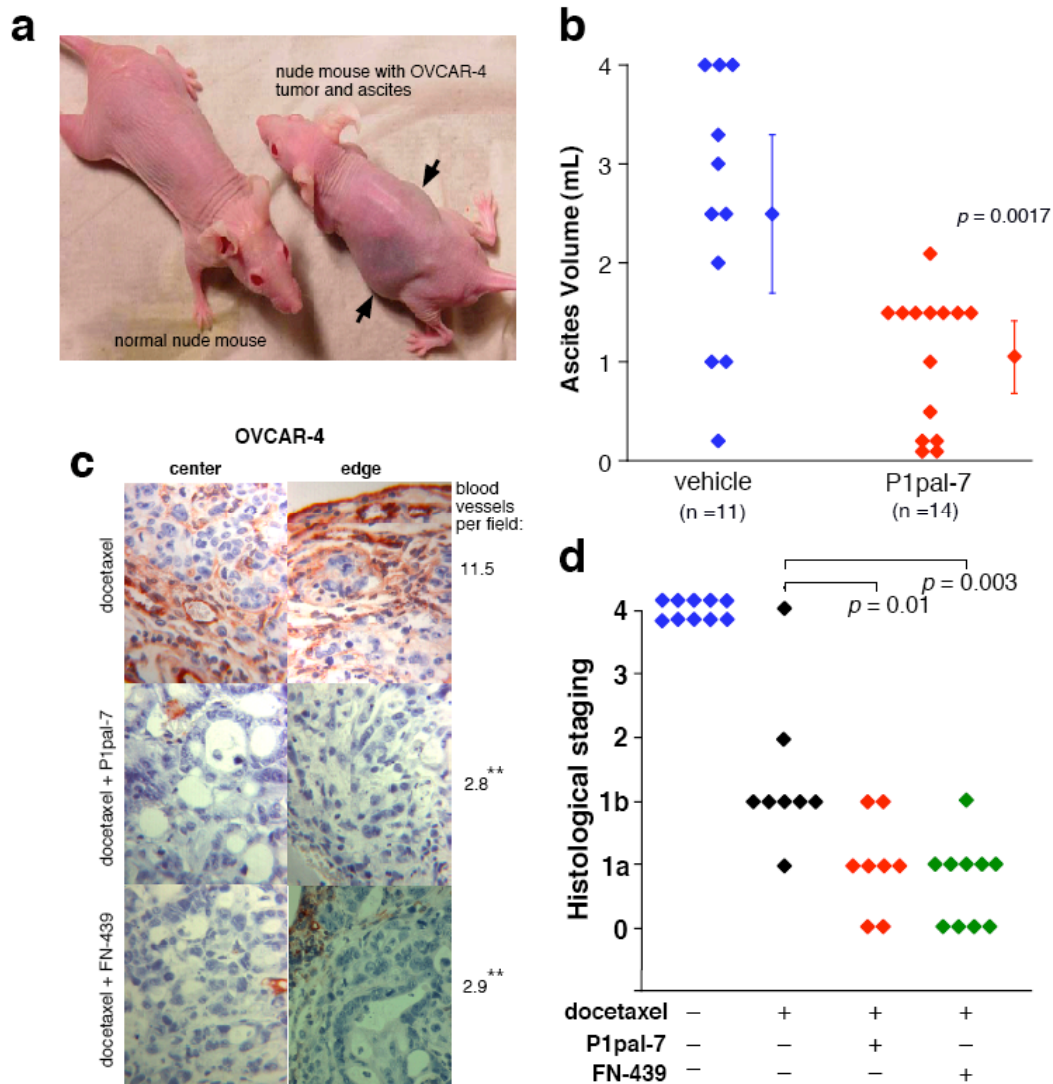 a
nude mouse with OVCAR-4
tumor and ascites
normal nude mouse
b
Ascites Volume (mL)
4
3
2
1
0
p = 0.0017
vehicle
(n =11)
P1pal-7
(n =14)
c
OVCAR-4
center
edge
blood
vessels
per field:
docetaxel
11.5
docetaxel + P1pal-7
2.8**
docetaxel + FN-439
2.9**
d
p = 0.003
p = 0.01
Histological staging
4
3
2
1b
1a
0
docetaxel − + + +
P1pal-7 − − + −
FN-439 − − − +